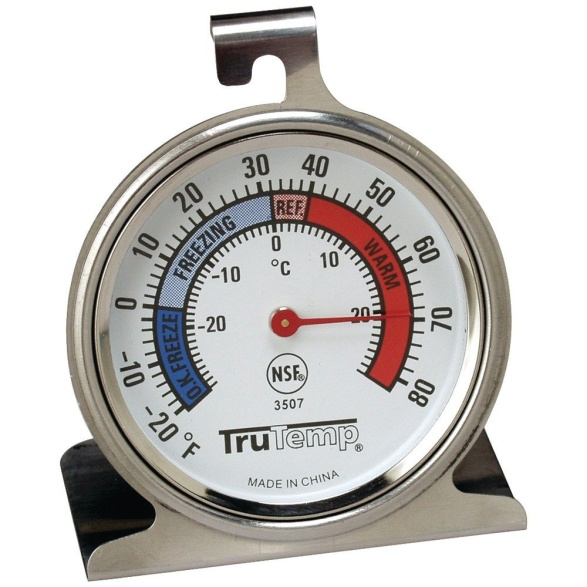 -20 -10 0 10 20 30 40 50 60 70 80
°F
O.K. FREEZE FREEZING REF. WARM
-20 -10 0 10 20
°C
NSF®
3507
TruTemp®
MADE IN CHINA